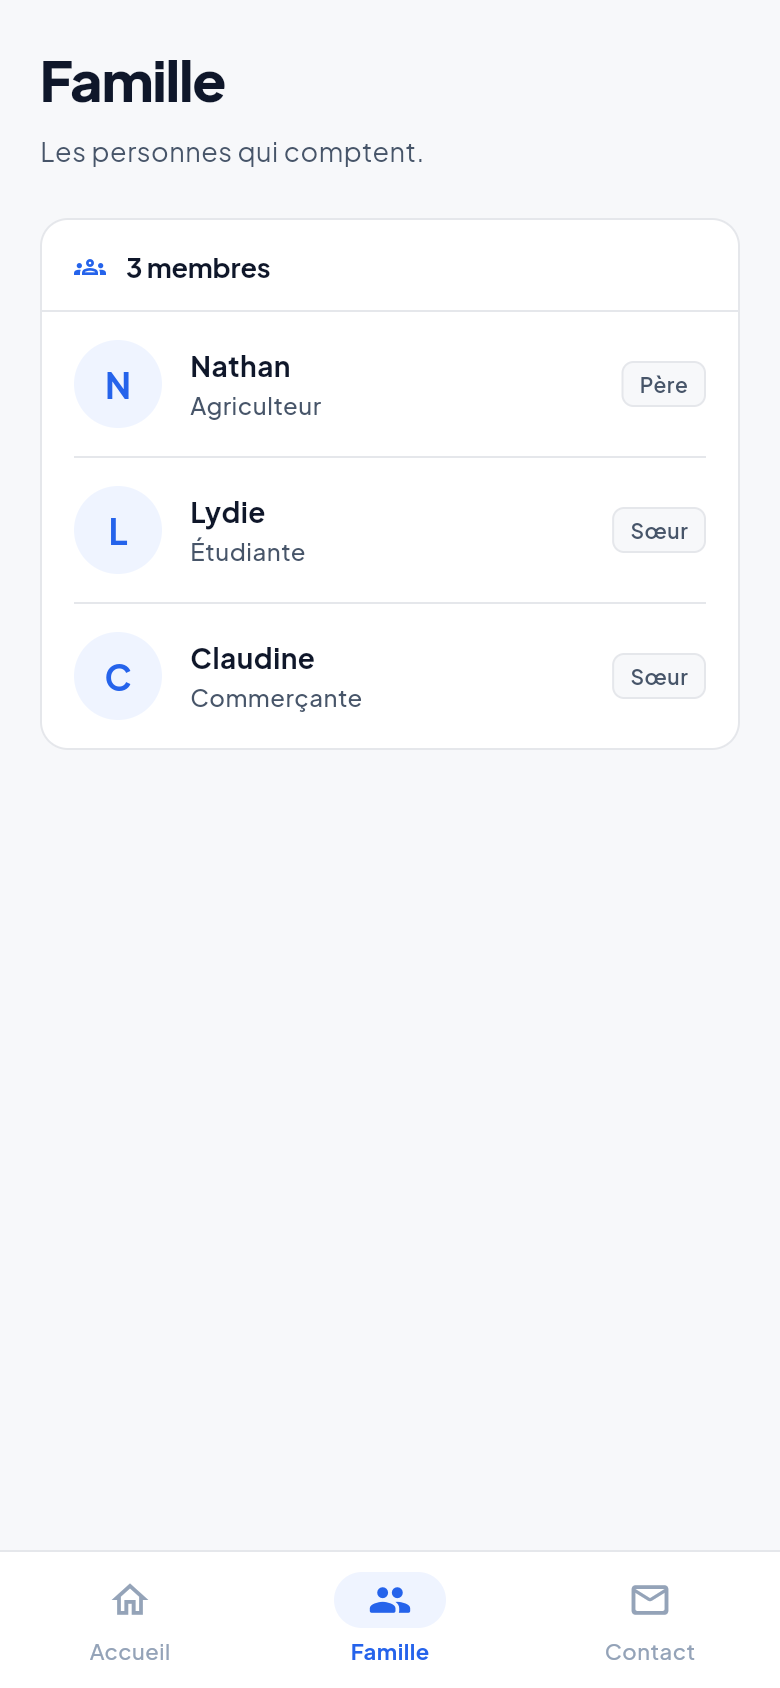 Famille
Les personnes qui comptent.
3 membres
N
Nathan
Agriculteur
Père
L
Lydie
Étudiante
Sœur
C
Claudine
Commerçante
Sœur
Accueil
Famille
Contact